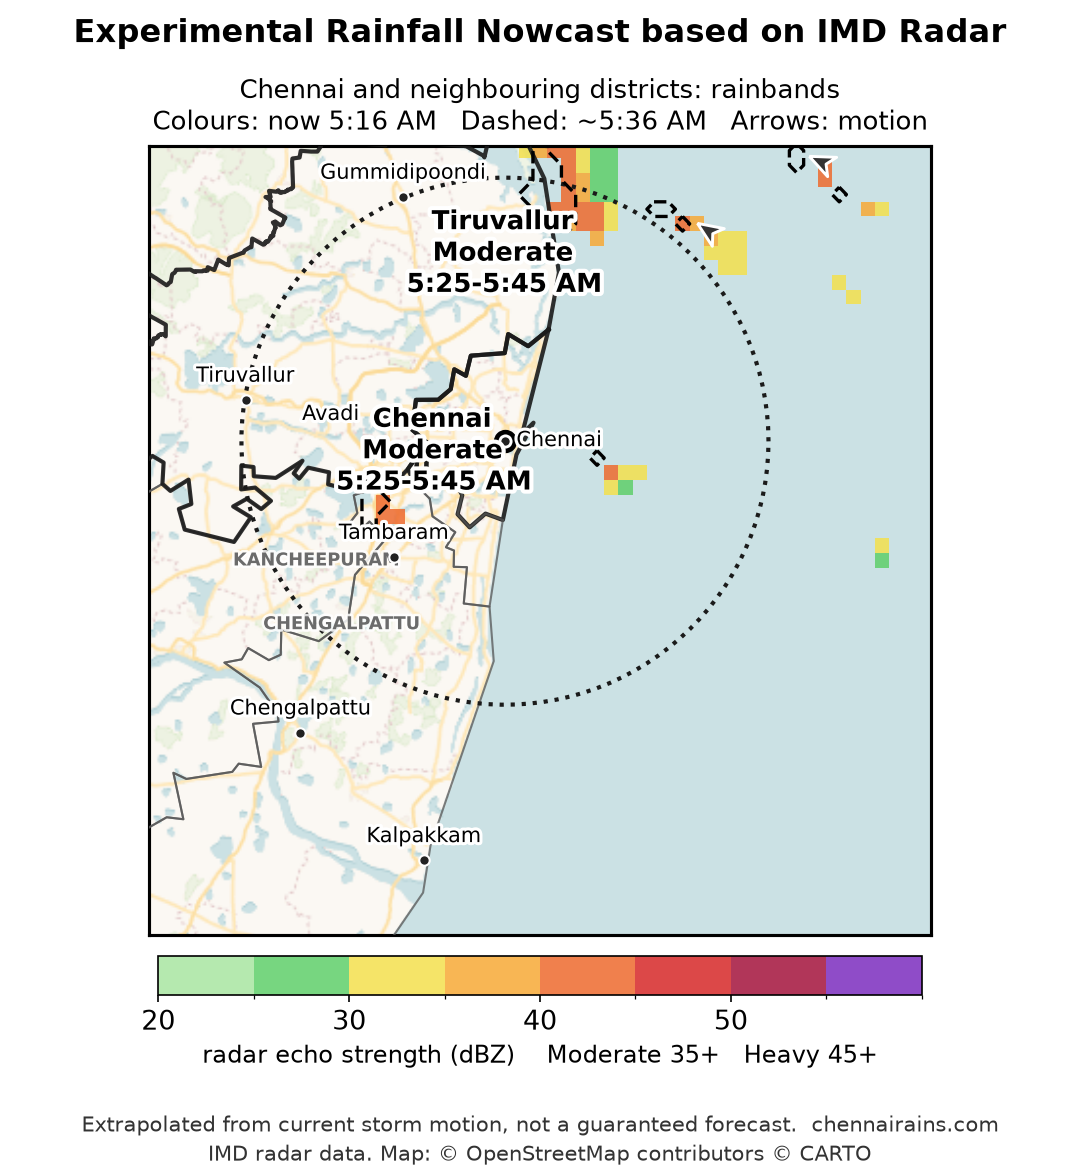 Experimental Rainfall Nowcast based on IMD Radar
Chennai and neighbouring districts: rainbands
Colours: now 5:16 AM   Dashed: ~5:36 AM   Arrows: motion
Gummidipoondi
Tiruvallur
Moderate
5:25-5:45 AM
Tiruvallur
Avadi
Chennai
Moderate
5:25-5:45 AM
Chennai
Tambaram
KANCHEEPURAM
CHENGALPATTU
Chengalpattu
Kalpakkam
20 30 40 50
radar echo strength (dBZ)    Moderate 35+   Heavy 45+
Extrapolated from current storm motion, not a guaranteed forecast.  chennairains.com
IMD radar data. Map: © OpenStreetMap contributors © CARTO